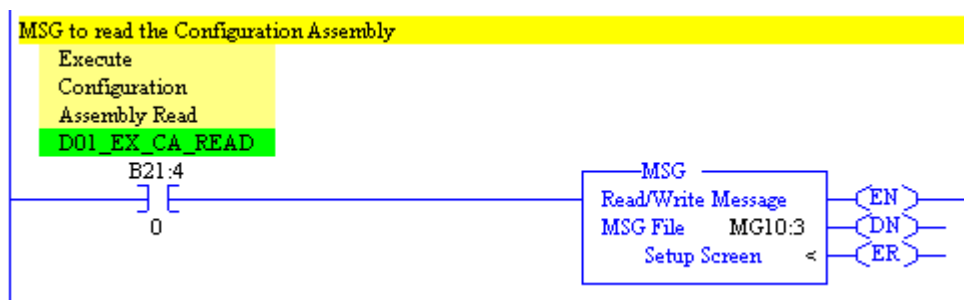 MSG to read the Configuration Assembly
Execute
Configuration
Assembly Read
D01_EX_CA_READ
B21:4
0
MSG
Read/Write Message
MSG File MG10:3
Setup Screen <
EN
DN
ER